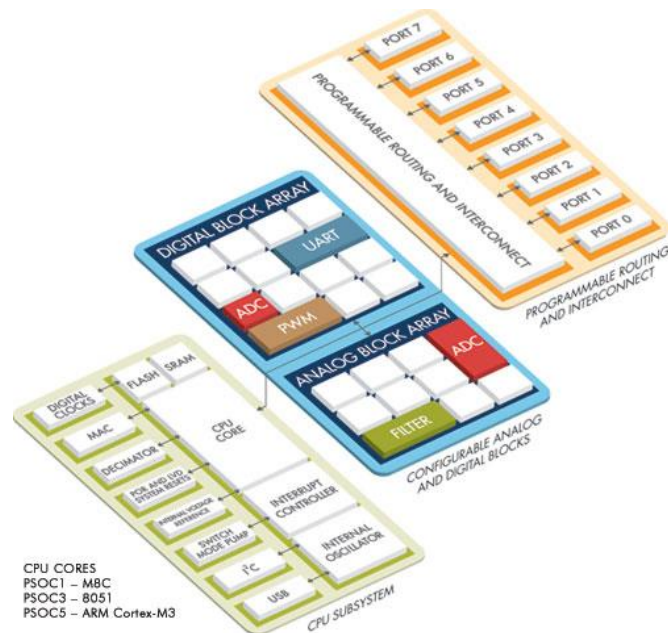 PORT 7
PORT 6
PORT 5
PORT 4
PORT 3
PORT 2
PORT 1
PORT 0
PROGRAMMABLE ROUTING AND INTERCONNECT
PROGRAMMABLE ROUTING
AND INTERCONNECT
DIGITAL BLOCK ARRAY
UART
ADC
PWM
ANALOG BLOCK ARRAY
ADC
FILTER
CONFIGURABLE ANALOG
AND DIGITAL BLOCKS
FLASH
SRAM
CPU
CORE
INTERRUPT
CONTROLLER
INTERNAL
OSCILLATOR
DIGITAL
CLOCKS
MAC
DECIMATOR
POR AND LVD
SYSTEM RESETS
INTERNAL VOLTAGE
REFERENCE
SWITCH
MODE PUMP
I²C
USB
CPU SUBSYSTEM
CPU CORES
PSOC1 – M8C
PSOC3 – 8051
PSOC5 – ARM Cortex-M3